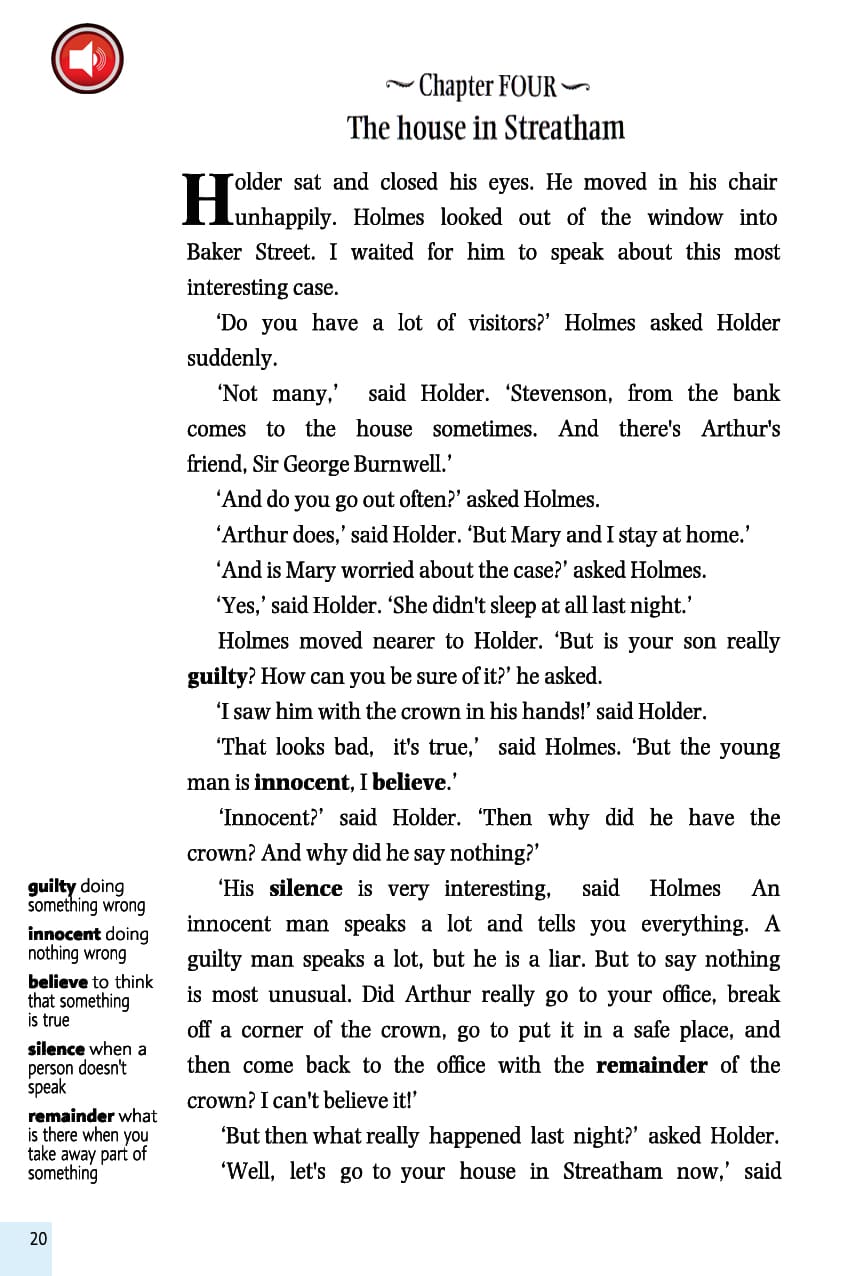 Chapter FOUR
The house in Streatham
Holder sat and closed his eyes. He moved in his chair
unhappily. Holmes looked out of the window into
Baker Street. I waited for him to speak about this most
interesting case.
‘Do you have a lot of visitors?’ Holmes asked Holder
suddenly.
‘Not many,’ said Holder. ‘Stevenson, from the bank
comes to the house sometimes. And there's Arthur's
friend, Sir George Burnwell.’
‘And do you go out often?’ asked Holmes.
‘Arthur does,’ said Holder. ‘But Mary and I stay at home.’
‘And is Mary worried about the case?’ asked Holmes.
‘Yes,’ said Holder. ‘She didn't sleep at all last night.’
Holmes moved nearer to Holder. ‘But is your son really
guilty? How can you be sure of it?’ he asked.
‘I saw him with the crown in his hands!’ said Holder.
‘That looks bad, it's true,’ said Holmes. ‘But the young
man is innocent, I believe.’
‘Innocent?’ said Holder. ‘Then why did he have the
crown? And why did he say nothing?’
‘His silence is very interesting, said Holmes An
innocent man speaks a lot and tells you everything. A
guilty man speaks a lot, but he is a liar. But to say nothing
is most unusual. Did Arthur really go to your office, break
off a corner of the crown, go to put it in a safe place, and
then come back to the office with the remainder of the
crown? I can't believe it!’
‘But then what really happened last night?’ asked Holder.
‘Well, let's go to your house in Streatham now,’ said
guilty doing
something wrong
innocent doing
nothing wrong
believe to think
that something
is true
silence when a
person doesn't
speak
remainder what
is there when you
take away part of
something
20